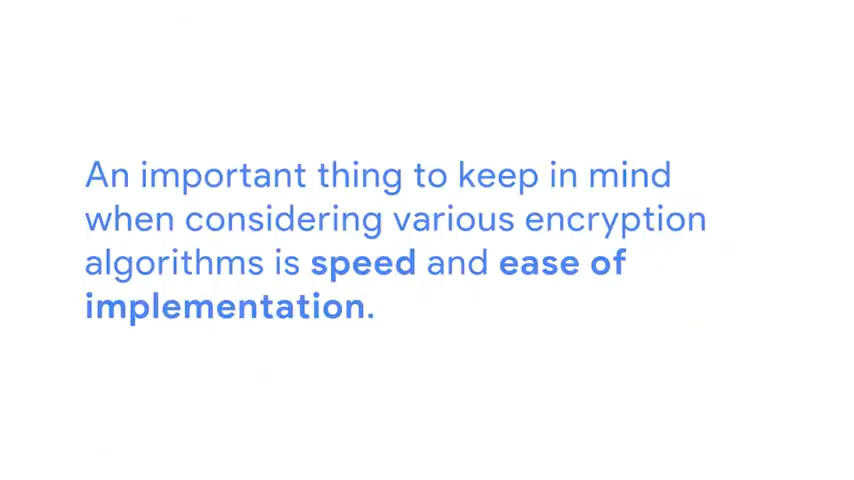 An important thing to keep in mind
when considering various encryption
algorithms is speed and ease of
implementation.